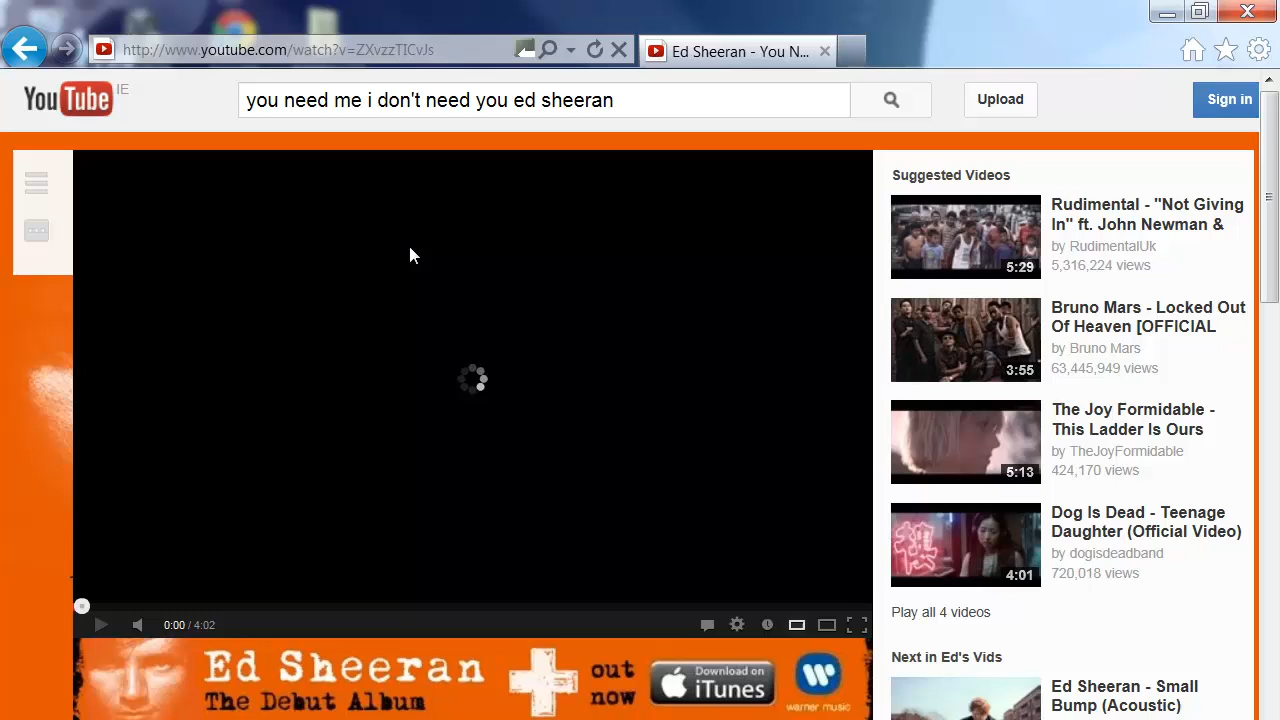 http://www.youtube.com/watch?v=ZXvzzTICvJs
Ed Sheeran - You N...
YouTube IE
you need me i don't need you ed sheeran
Upload
Sign in
Suggested Videos
Rudimental - "Not Giving
In" ft. John Newman &
by RudimentalUk
5,316,224 views
5:29
Bruno Mars - Locked Out
Of Heaven [OFFICIAL
by Bruno Mars
63,445,949 views
3:55
The Joy Formidable -
This Ladder Is Ours
by TheJoyFormidable
424,170 views
5:13
Dog Is Dead - Teenage
Daughter (Official Video)
by dogisdeadband
720,018 views
4:01
Play all 4 videos
0:00 / 4:02
Next in Ed's Vids
Ed Sheeran - Small
Bump (Acoustic)
Ed Sheeran
The Debut Album
out
now
Download on
iTunes
warner music